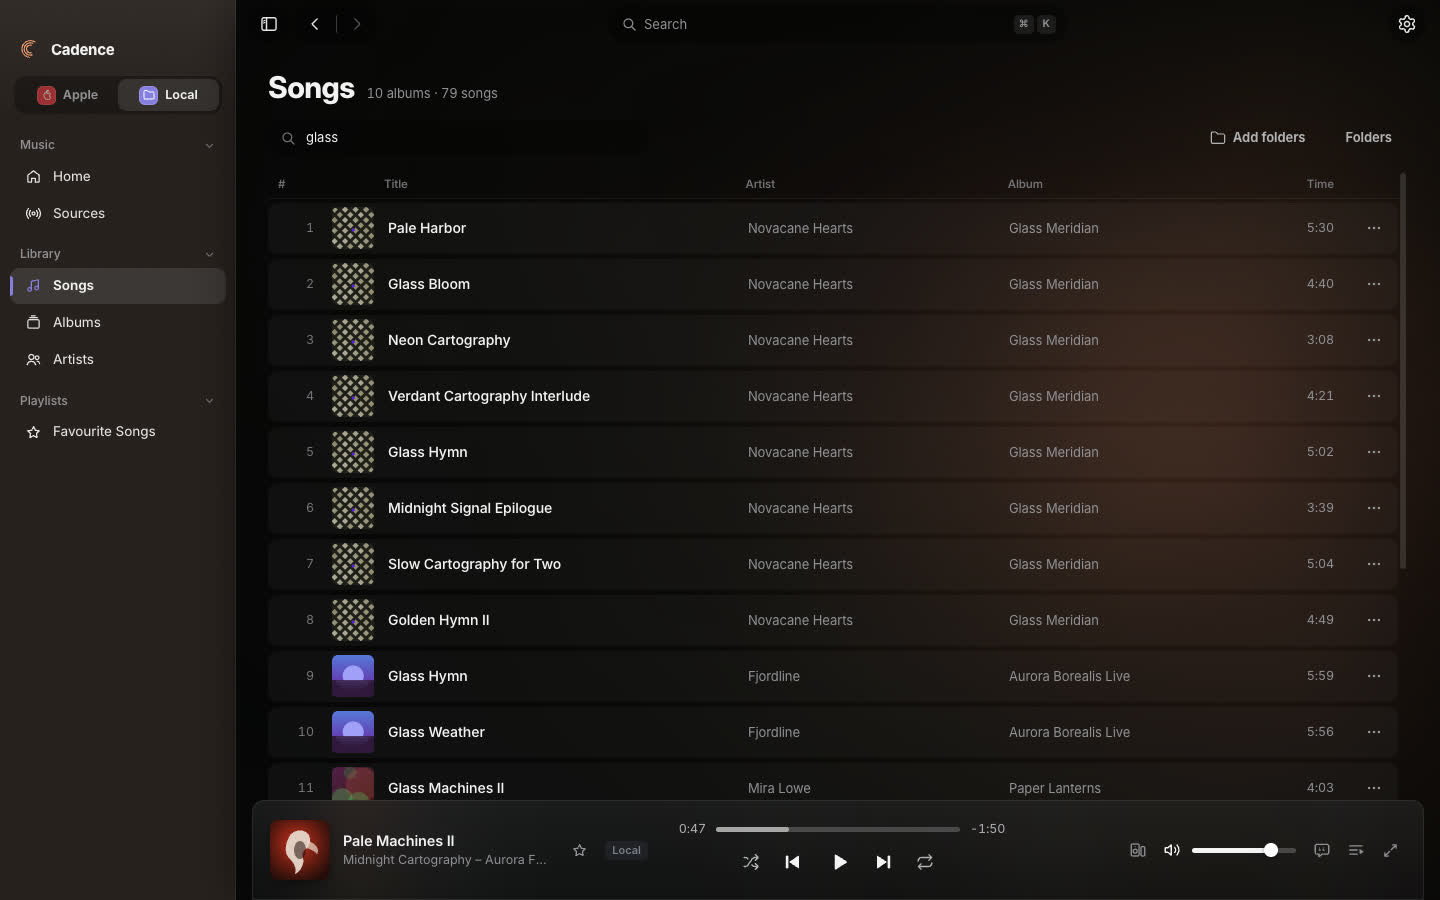 Search
⌘ K
Cadence
Apple
Local
Music
Home
Sources
Library
Songs
Albums
Artists
Playlists
Favourite Songs
Songs
10 albums · 79 songs
glass
Add folders
Folders
# Title Artist Album Time
1 Pale Harbor Novacane Hearts Glass Meridian 5:30
2 Glass Bloom Novacane Hearts Glass Meridian 4:40
3 Neon Cartography Novacane Hearts Glass Meridian 3:08
4 Verdant Cartography Interlude Novacane Hearts Glass Meridian 4:21
5 Glass Hymn Novacane Hearts Glass Meridian 5:02
6 Midnight Signal Epilogue Novacane Hearts Glass Meridian 3:39
7 Slow Cartography for Two Novacane Hearts Glass Meridian 5:04
8 Golden Hymn II Novacane Hearts Glass Meridian 4:49
9 Glass Hymn Fjordline Aurora Borealis Live 5:59
10 Glass Weather Fjordline Aurora Borealis Live 5:56
11 Glass Machines II Mira Lowe Paper Lanterns 4:03
Pale Machines II
Midnight Cartography – Aurora F...
Local
0:47
-1:50